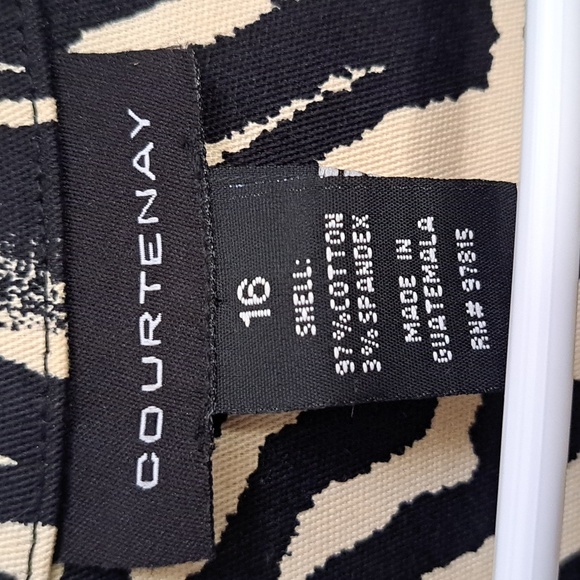 COURTENAY
16
SHELL:
97%COTTON
3%SPANDEX
MADE IN
GUATEMALA
RN# 97815